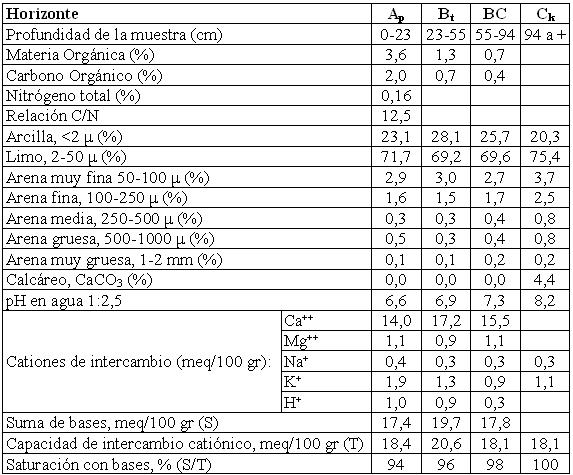 Horizonte Ap Bt BC Ck
Profundidad de la muestra (cm) 0-23 23-55 55-94 94 a +
Materia Orgánica (%) 3,6 1,3 0,7
Carbono Orgánico (%) 2,0 0,7 0,4
Nitrógeno total (%) 0,16
Relación C/N 12,5
Arcilla, <2 µ (%) 23,1 28,1 25,7 20,3
Limo, 2-50 µ (%) 71,7 69,2 69,6 75,4
Arena muy fina 50-100 µ (%) 2,9 3,0 2,7 3,7
Arena fina, 100-250 µ (%) 1,6 1,5 1,7 2,5
Arena media, 250-500 µ (%) 0,3 0,3 0,4 0,8
Arena gruesa, 500-1000 µ (%) 0,5 0,3 0,4 0,8
Arena muy gruesa, 1-2 mm (%) 0,1 0,1 0,2 0,2
Calcáreo, CaCO3 (%) 0,0 0,0 0,0 4,4
pH en agua 1:2,5 6,6 6,9 7,3 8,2
Cationes de intercambio (meq/100 gr):
Ca++ 14,0 17,2 15,5
Mg++ 1,1 0,9 1,1
Na+ 0,4 0,3 0,3 0,3
K+ 1,9 1,3 0,9 1,1
H+ 1,0 0,9 0,3
Suma de bases, meq/100 gr (S) 17,4 19,7 17,8
Capacidad de intercambio catiónico, meq/100 gr (T) 18,4 20,6 18,1 18,1
Saturación con bases, % (S/T) 94 96 98 100